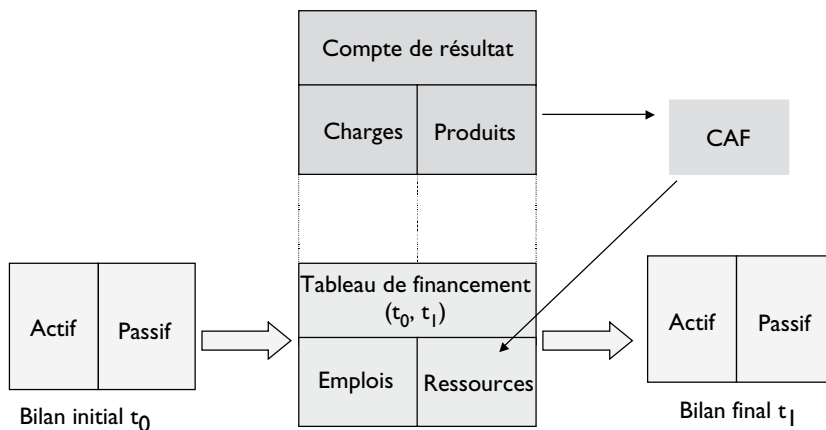 Compte de résultat
Charges Produits
CAF
Tableau de financement
(t0, t1)
Actif Passif
Actif Passif
Emplois Ressources
Bilan initial t0
Bilan final t1